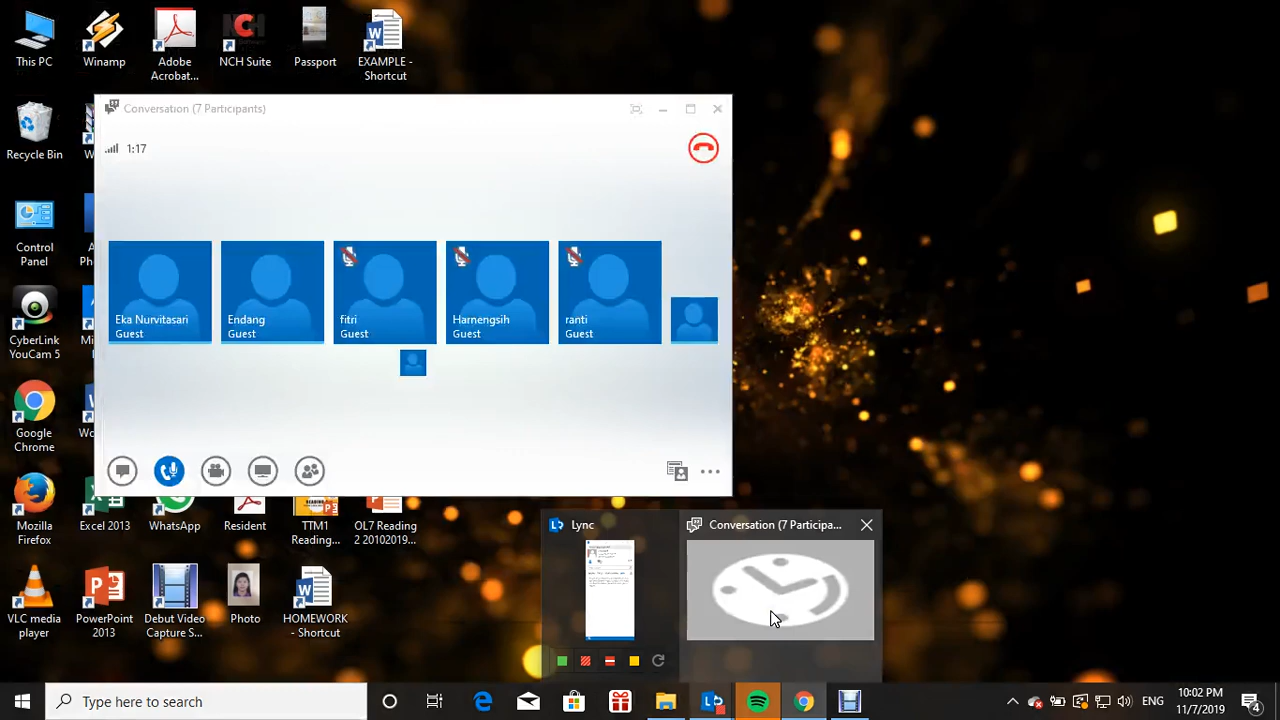 This PC
Winamp
Adobe
Acrobat...
NCH Suite
Passport
EXAMPLE -
Shortcut
Recycle Bin
Control
Panel
CyberLink
YouCam 5
Google
Chrome
Mozilla
Firefox
Excel 2013
WhatsApp
Resident
TTM1
Reading...
OL7 Reading
2 20102019...
VLC media
player
PowerPoint
2013
Debut Video
Capture S...
Photo
HOMEWORK
- Shortcut
Conversation (7 Participants)
1:17
Eka Nurvitasari
Guest
Endang
Guest
fitri
Guest
Harnengsih
Guest
ranti
Guest
Lync
Conversation (7 Participa...
Type here to search
ENG
10:02 PM
11/7/2019
4